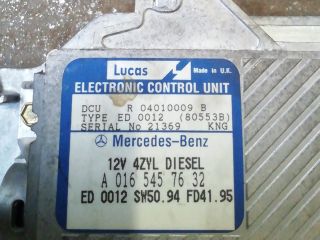 Lucas
Made in U.K.
ELECTRONIC CONTROL UNIT
DCU R 04010009 B
TYPE ED 0012 (80553B)
SERIAL No 21369 KNG
Mercedes-Benz
12V 4ZYL DIESEL
A 016 545 76 32
ED 0012 SW50.94 FD41.95